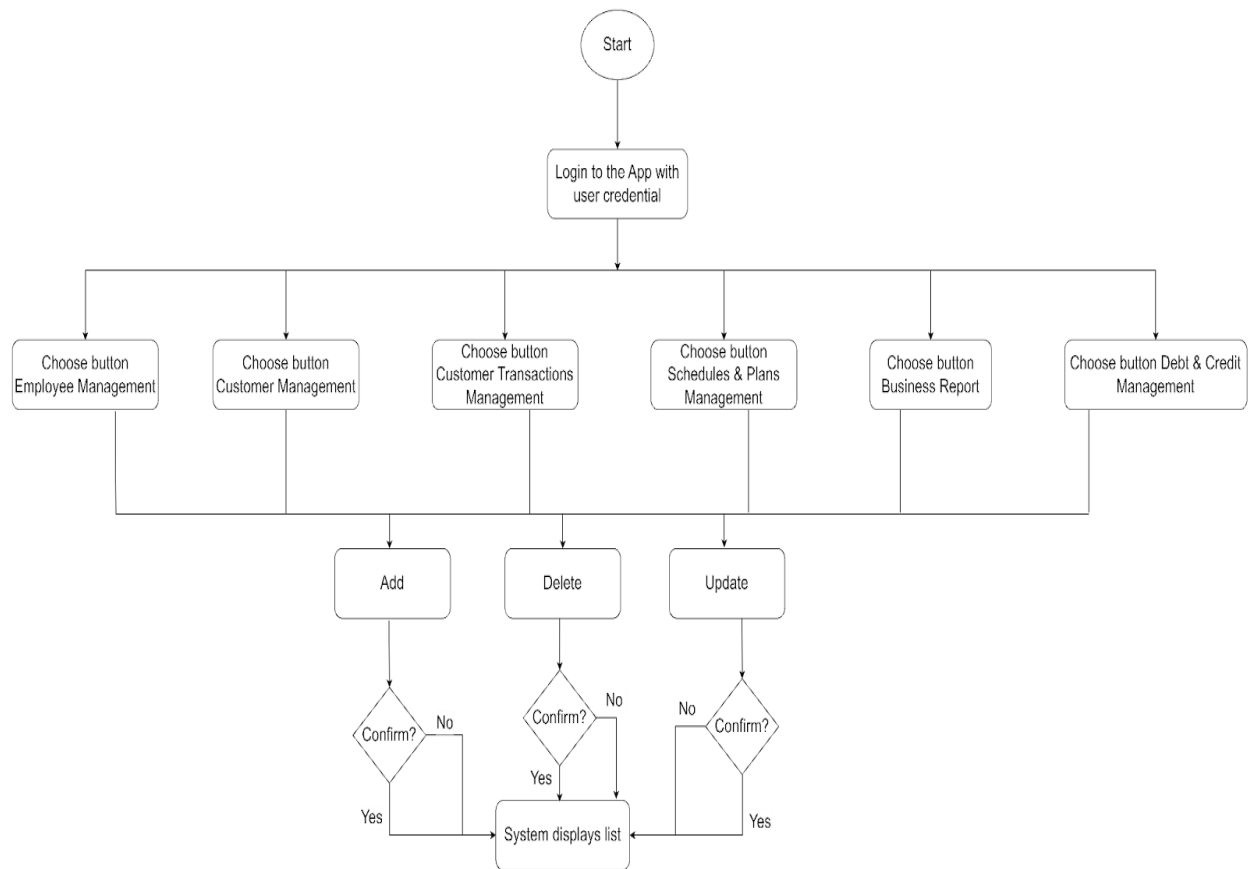 Start
Login to the App with
user credential
Choose button
Employee Management
Choose button
Customer Management
Choose button
Customer Transactions
Management
Choose button
Schedules & Plans
Management
Choose button
Business Report
Choose button Debt & Credit
Management
Add
Delete
Update
Confirm?
No
Yes
Confirm?
No
Yes
Confirm?
No
Yes
System displays list